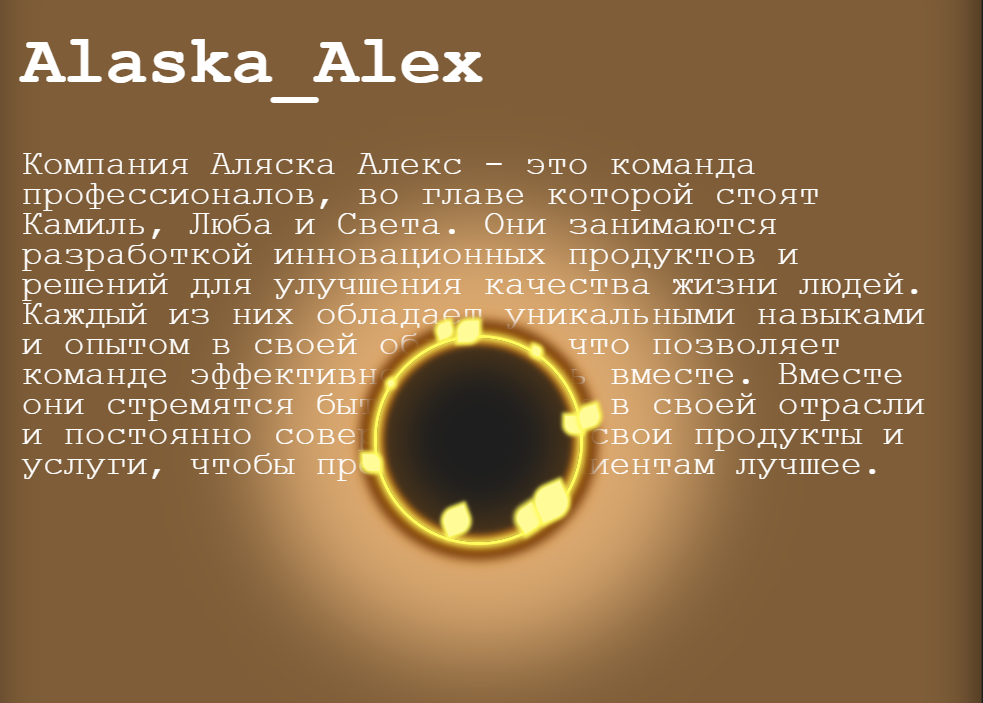 Alaska_Alex
Компания Аляска Алекс – это команда
профессионалов, во главе которой стоят
Камиль, Люба и Света. Они занимаются
разработкой инновационных продуктов и
решений для улучшения качества жизни людей.
Каждый из них обладает уникальными навыками
и опытом в своей что позволяет
команде вместе. Вместе
они стремятся в своей отрасли
и постоянно свои продукты и
услуги, чтобы лучшее.